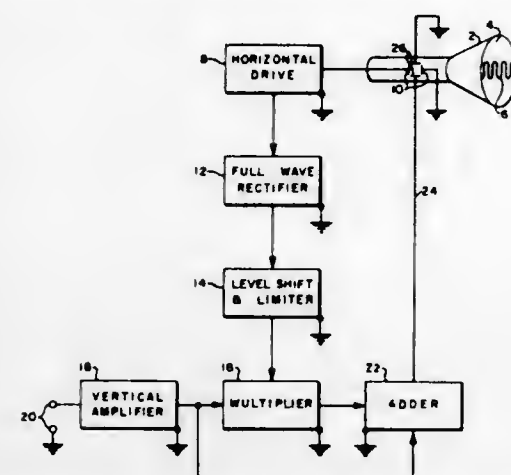 26
2
4
8
HORIZONTAL
DRIVE
10
6
12
FULL WAVE
RECTIFIER
24
14
LEVEL SHIFT
& LIMITER
18
16
22
20
VERTICAL
AMPLIFIER
MULTIPLIER
ADDER